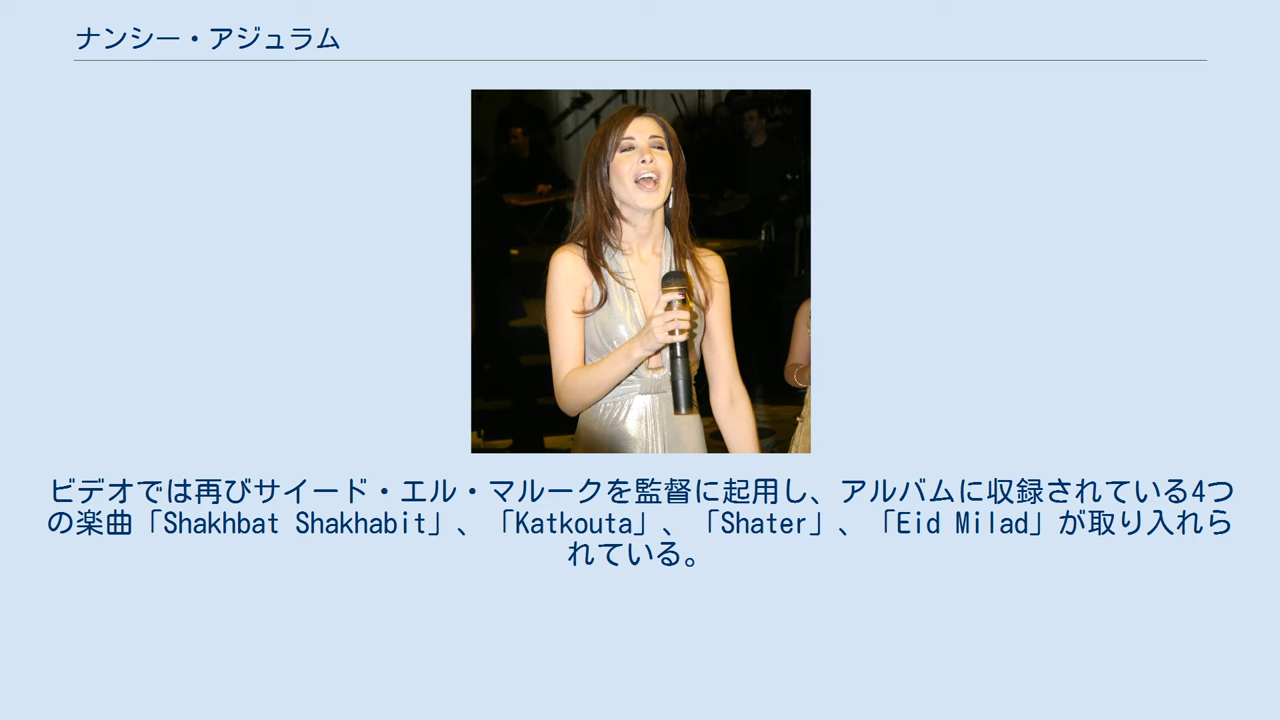 ナンシー・アジュラム
ビデオでは再びサイード・エル・マルークを監督に起用し、アルバムに収録されている4つ
の楽曲「Shakhbat Shakhabit」、「Katkouta」、「Shater」、「Eid Milad」が取り入れら
れている。